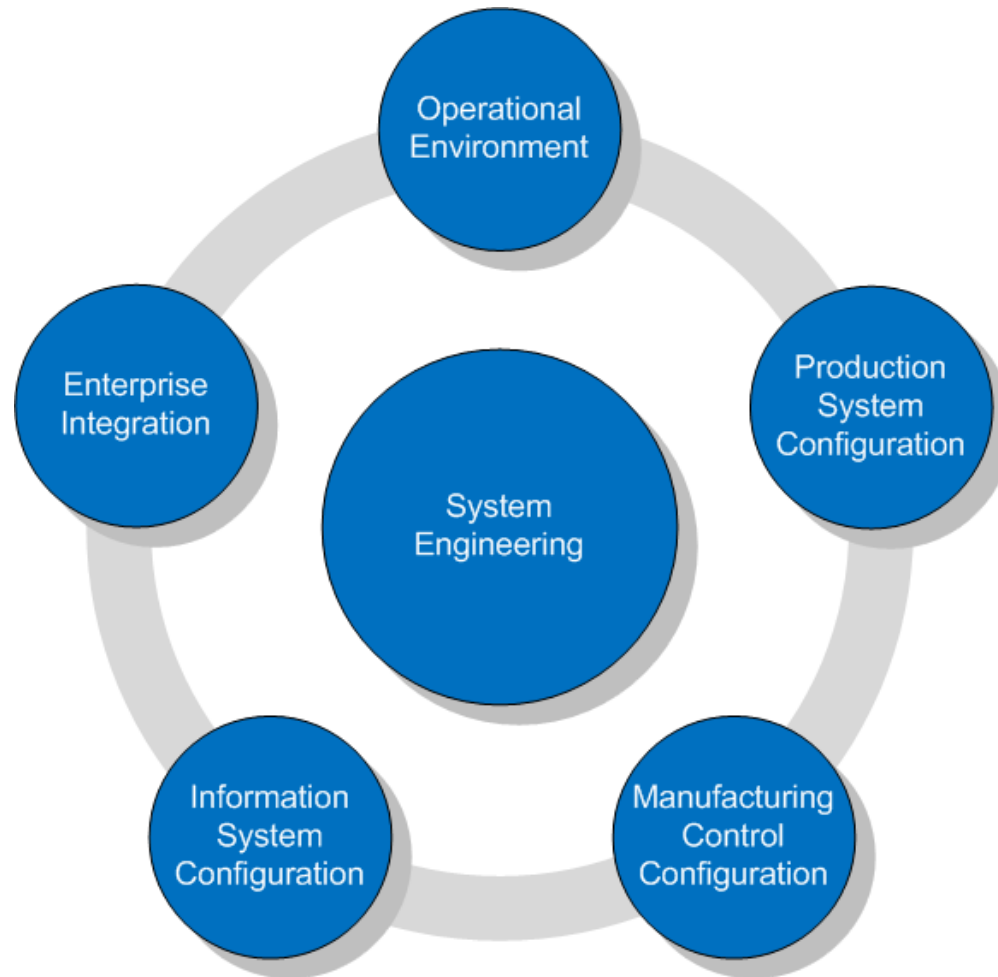 Operational
Environment
Enterprise
Integration
Production
System
Configuration
System
Engineering
Information
System
Configuration
Manufacturing
Control
Configuration